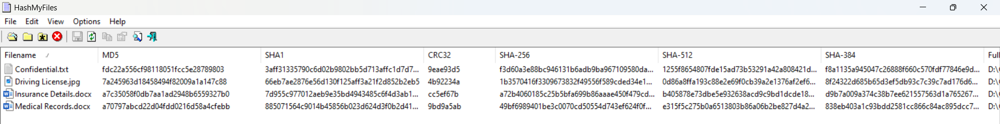 HashMyFiles
File Edit View Options Help
Filename MD5 SHA1 CRC32 SHA-256 SHA-512 SHA-384 Full
Confidential.txt fdc22a556cf98118051fcc5e28789803 3aff31335790c6d02b9802bb5d713affc1d7d7... 9eae93d5 f3d60a3e88bc946131b6adb9ba967109580da... 1255f8654807fde15ad73b53291a42a808421d... f8a1135a945047c26888f660c570fdf77846e9d... D:\
Driving License.jpg 7a245963d18458494f82009a1a147c88 66eb7ae2876e56d130f125aff3a21f2d852b2eb5 4b92234a 1b3570416f3309673832f49556f589cded34e1... 0d86a8ffa193c88e2e69f0cb39a2e1376af2ef6... 8f24322d685b65d3ef5db93c7c39c7ad176d6... D:\
Insurance Details.docx a7c35058f0db7aa1ad2948b6559327b0 7d955c977012aeb9e35bd4943485c6f4d3ab1... cc5ef67b a72b4060185c25b5bfa699b86aaae450f479cd... b405878e73dbe5e932638acd9c9bd1dcde18... d9b7a009a374c38b7ee621557563d1a765267... D:\
Medical Records.docx a70797abcd22d04fdd0216d58a4cfebb 885071564c9014b45856b023d624d3f0b2d41... 9bd9a5ab 49bf6989401be3c0070cd50554d743ef624f0f... e315f5c275b0a6513803b86a06b2be827d4a2... 838eb403a1c93bdd2581cc866c84ac895dcc7... D:\